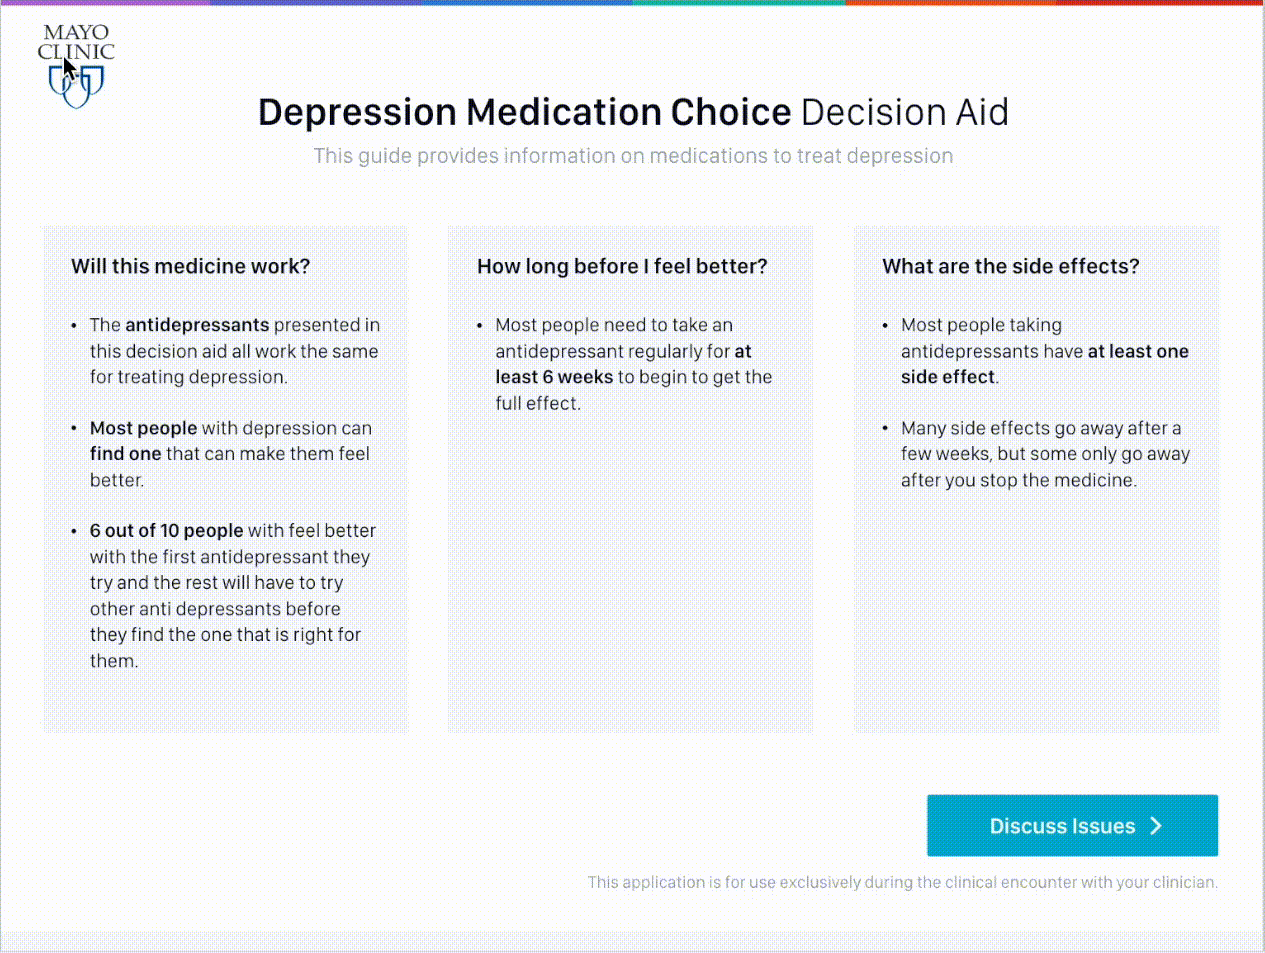 MAYO
CLINIC
Depression Medication Choice Decision Aid
This guide provides information on medications to treat depression
Will this medicine work?
• The antidepressants presented in
this decision aid all work the same
for treating depression.
• Most people with depression can
find one that can make them feel
better.
• 6 out of 10 people with feel better
with the first antidepressant they
try and the rest will have to try
other anti depressants before
they find the one that is right for
them.
How long before I feel better?
• Most people need to take an
antidepressant regularly for at
least 6 weeks to begin to get the
full effect.
What are the side effects?
• Most people taking
antidepressants have at least one
side effect.
• Many side effects go away after a
few weeks, but some only go away
after you stop the medicine.
Discuss Issues
This application is for use exclusively during the clinical encounter with your clinician.